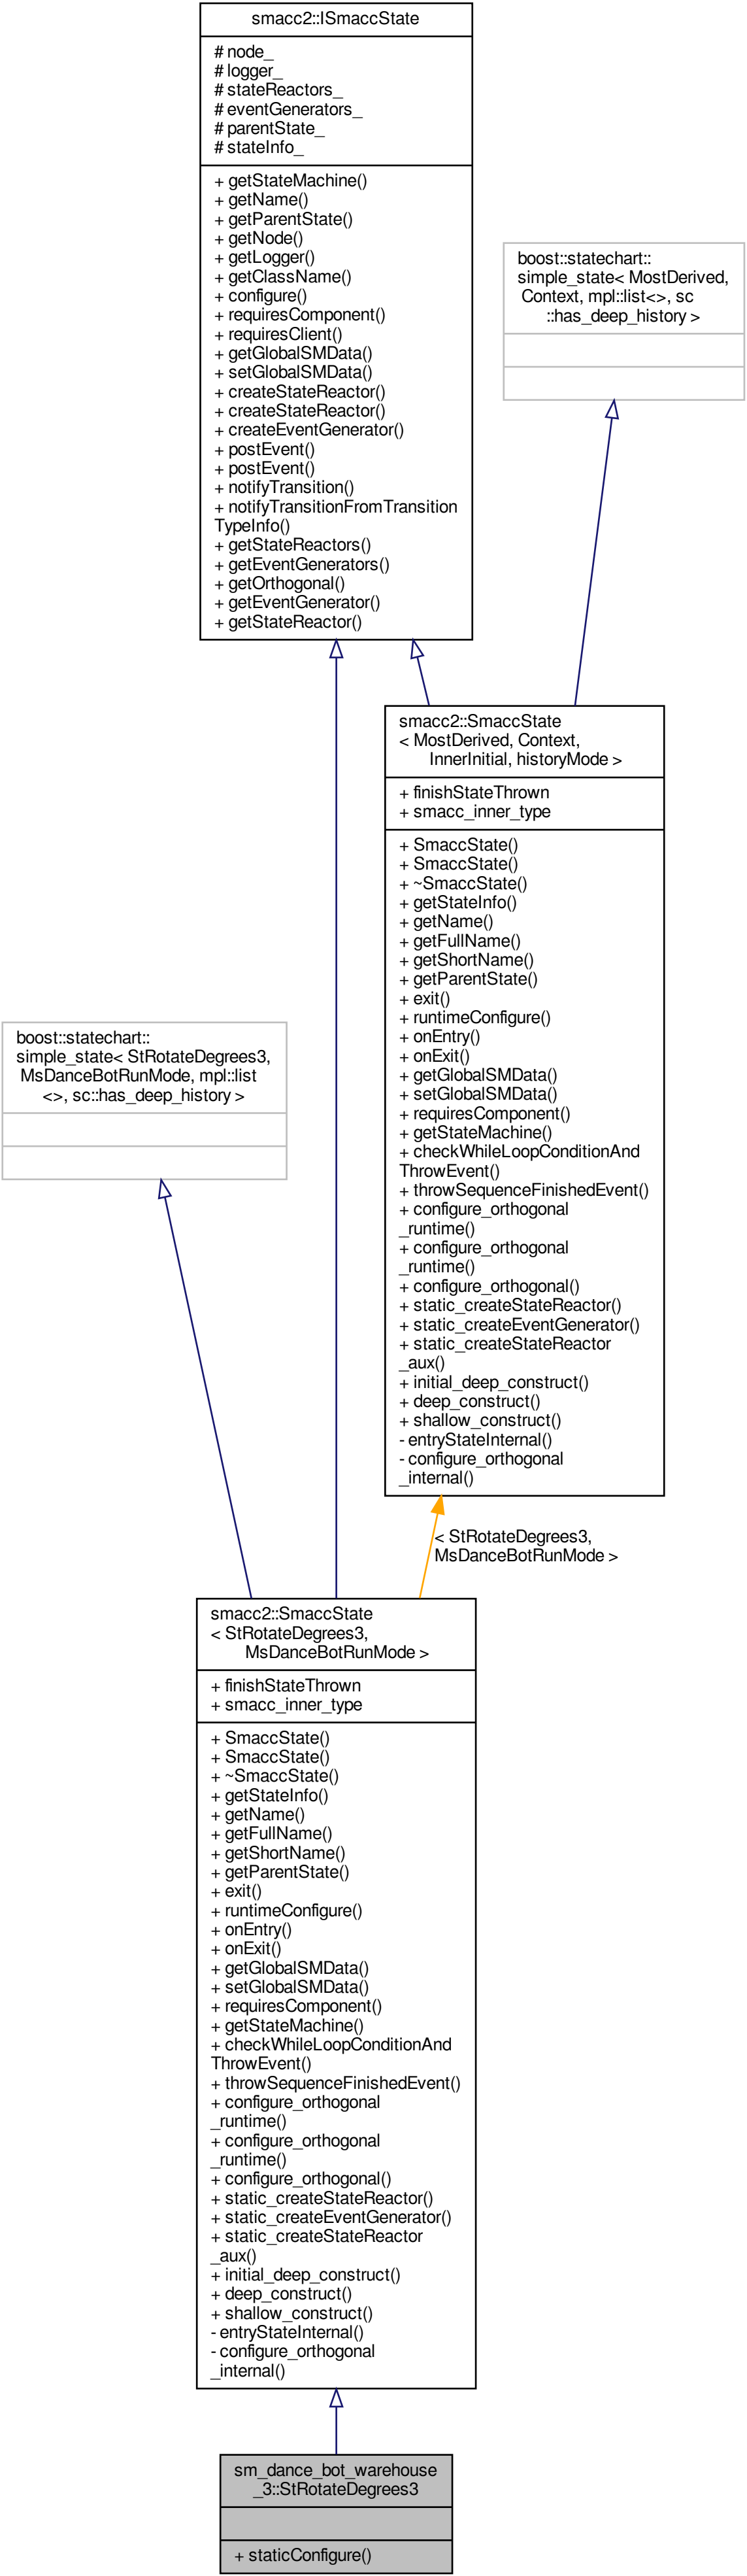 smacc2::ISmaccState
# node_
# logger_
# stateReactors_
# eventGenerators_
# parentState_
# stateInfo_
+ getStateMachine()
+ getName()
+ getParentState()
+ getNode()
+ getLogger()
+ getClassName()
+ configure()
+ requiresComponent()
+ requiresClient()
+ getGlobalSMData()
+ setGlobalSMData()
+ createStateReactor()
+ createStateReactor()
+ createEventGenerator()
+ postEvent()
+ postEvent()
+ notifyTransition()
+ notifyTransitionFromTransition
TypeInfo()
+ getStateReactors()
+ getEventGenerators()
+ getOrthogonal()
+ getEventGenerator()
+ getStateReactor()
boost::statechart::
simple_state< MostDerived,
Context, mpl::list<>, sc
::has_deep_history >
smacc2::SmaccState
< MostDerived, Context,
InnerInitial, historyMode >
+ finishStateThrown
+ smacc_inner_type
+ SmaccState()
+ SmaccState()
+ ~SmaccState()
+ getStateInfo()
+ getName()
+ getFullName()
+ getShortName()
+ getParentState()
+ exit()
+ runtimeConfigure()
+ onEntry()
+ onExit()
+ getGlobalSMData()
+ setGlobalSMData()
+ requiresComponent()
+ getStateMachine()
+ checkWhileLoopConditionAnd
ThrowEvent()
+ throwSequenceFinishedEvent()
+ configure_orthogonal
_runtime()
+ configure_orthogonal
_runtime()
+ configure_orthogonal()
+ static_createStateReactor()
+ static_createEventGenerator()
+ static_createStateReactor
_aux()
+ initial_deep_construct()
+ deep_construct()
+ shallow_construct()
- entryStateInternal()
- configure_orthogonal
_internal()
boost::statechart::
simple_state< StRotateDegrees3,
MsDanceBotRunMode, mpl::list
<>, sc::has_deep_history >
< StRotateDegrees3,
MsDanceBotRunMode >
smacc2::SmaccState
< StRotateDegrees3,
MsDanceBotRunMode >
+ finishStateThrown
+ smacc_inner_type
+ SmaccState()
+ SmaccState()
+ ~SmaccState()
+ getStateInfo()
+ getName()
+ getFullName()
+ getShortName()
+ getParentState()
+ exit()
+ runtimeConfigure()
+ onEntry()
+ onExit()
+ getGlobalSMData()
+ setGlobalSMData()
+ requiresComponent()
+ getStateMachine()
+ checkWhileLoopConditionAnd
ThrowEvent()
+ throwSequenceFinishedEvent()
+ configure_orthogonal
_runtime()
+ configure_orthogonal
_runtime()
+ configure_orthogonal()
+ static_createStateReactor()
+ static_createEventGenerator()
+ static_createStateReactor
_aux()
+ initial_deep_construct()
+ deep_construct()
+ shallow_construct()
- entryStateInternal()
- configure_orthogonal
_internal()
sm_dance_bot_warehouse
_3::StRotateDegrees3
+ staticConfigure()